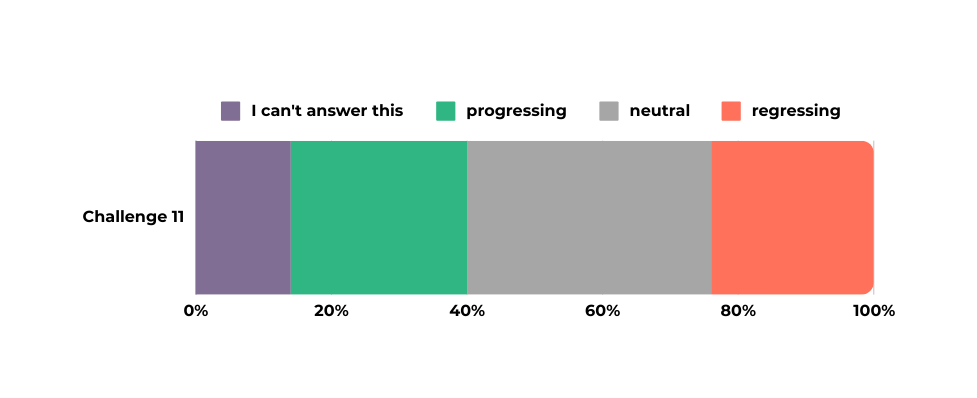 I can't answer this progressing neutral regressing
Challenge 11
0% 20% 40% 60% 80% 100%